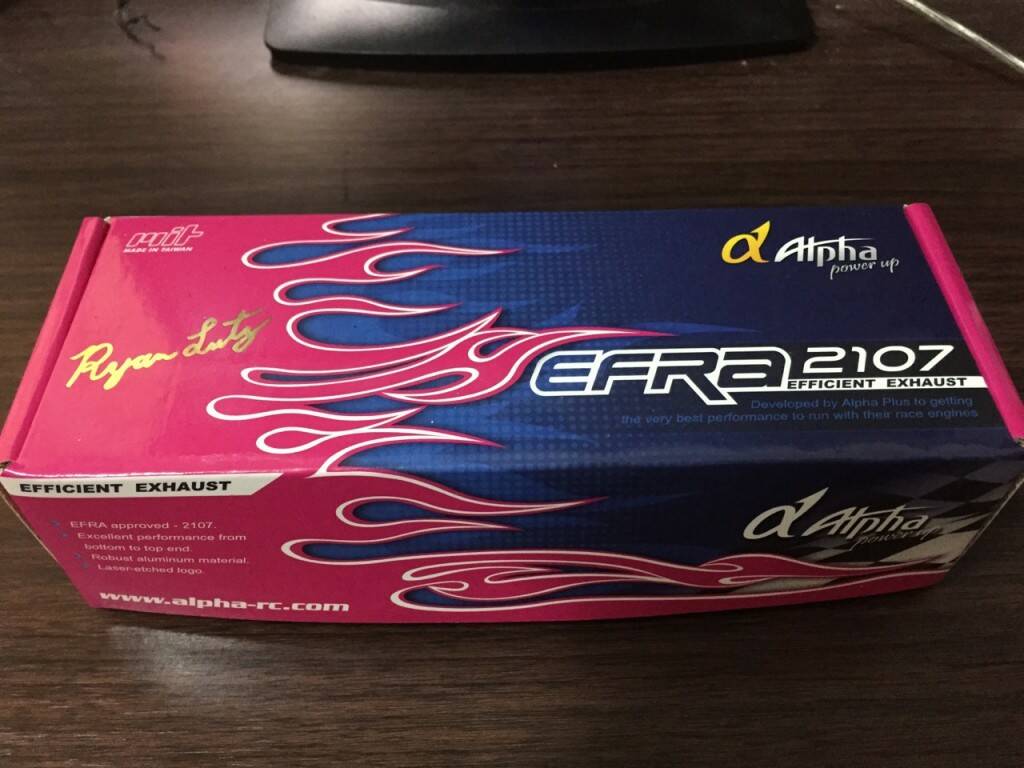 mit
MADE IN TAIWAN
Alpha
power up
Ryan Lutz
EFRA 2107
EFFICIENT EXHAUST
Developed by Alpha Plus to getting
the very best performance to run with their race engines
EFFICIENT EXHAUST
EFRA approved - 2107.
Excellent performance from
bottom to top end.
Robust aluminum material.
Laser-etched logo.
www.alpha-rc.com
Alpha
power up